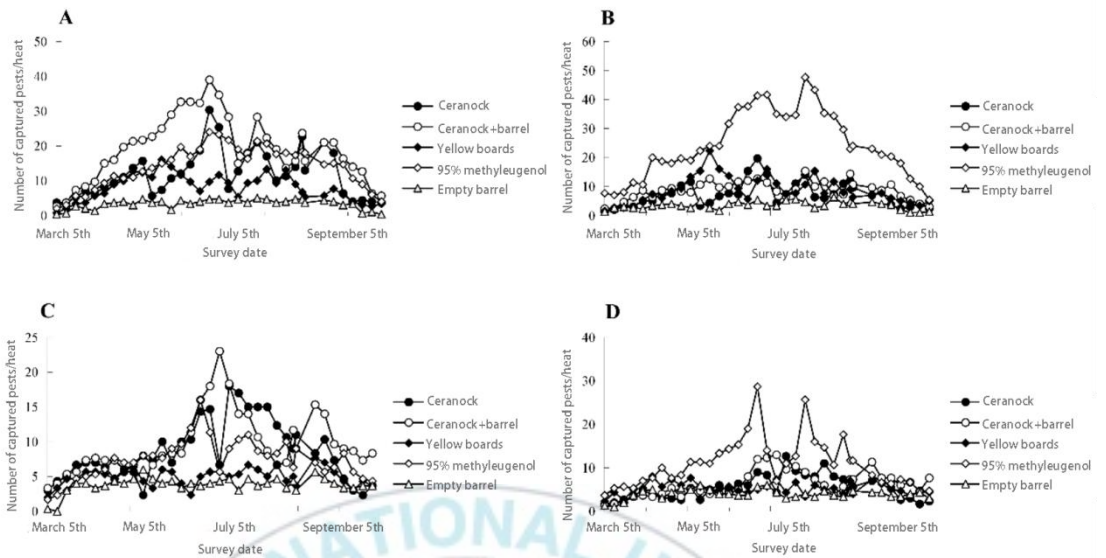 A
Number of captured pests/heat
50
40
30
20
10
0
March 5th
May 5th
July 5th
September 5th
Survey date
Ceranock
Ceranock+barrel
Yellow boards
95% methyleugenol
Empty barrel
B
Number of captured pests/heat
60
50
40
30
20
10
0
March 5th
May 5th
July 5th
September 5th
Survey date
Ceranock
Ceranock+barrel
Yellow boards
95% methyleugenol
Empty barrel
C
Number of captured pests/heat
25
20
15
10
5
0
March 5th
May 5th
July 5th
September 5th
Survey date
Ceranock
Ceranock+barrel
Yellow boards
95% methyleugenol
Empty barrel
D
Number of captured pests/heat
40
30
20
10
0
March 5th
May 5th
July 5th
September 5th
Survey date
Ceranock
Ceranock+barrel
Yellow boards
95% methyleugenol
Empty barrel
NATIONAL